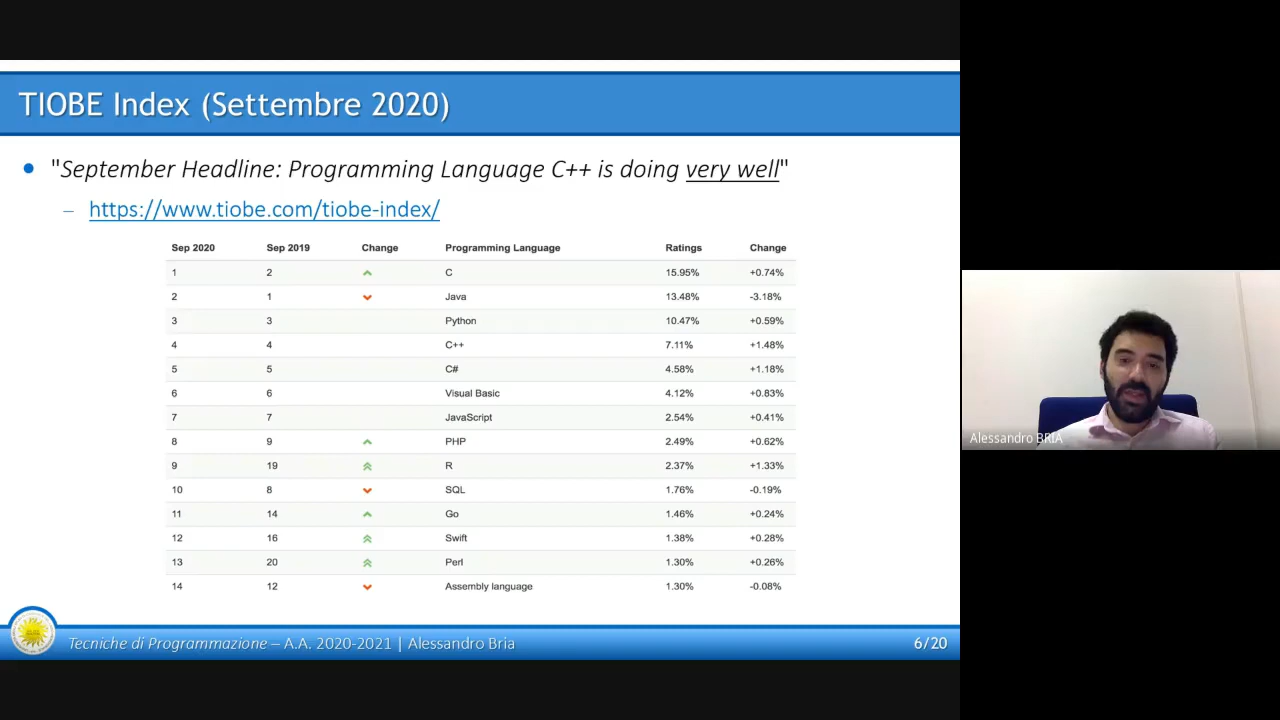 TIOBE Index (Settembre 2020)
"September Headline: Programming Language C++ is doing very well"
– https://www.tiobe.com/tiobe-index/
Sep 2020 Sep 2019 Change Programming Language Ratings Change
1 2 C 15.95% +0.74%
2 1 Java 13.48% -3.18%
3 3 Python 10.47% +0.59%
4 4 C++ 7.11% +1.48%
5 5 C# 4.58% +1.18%
6 6 Visual Basic 4.12% +0.83%
7 7 JavaScript 2.54% +0.41%
8 9 PHP 2.49% +0.62%
9 19 R 2.37% +1.33%
10 8 SQL 1.76% -0.19%
11 14 Go 1.46% +0.24%
12 16 Swift 1.38% +0.28%
13 20 Perl 1.30% +0.26%
14 12 Assembly language 1.30% -0.08%
Tecniche di Programmazione – A.A. 2020-2021 | Alessandro Bria 6/20
Alessandro BRIA